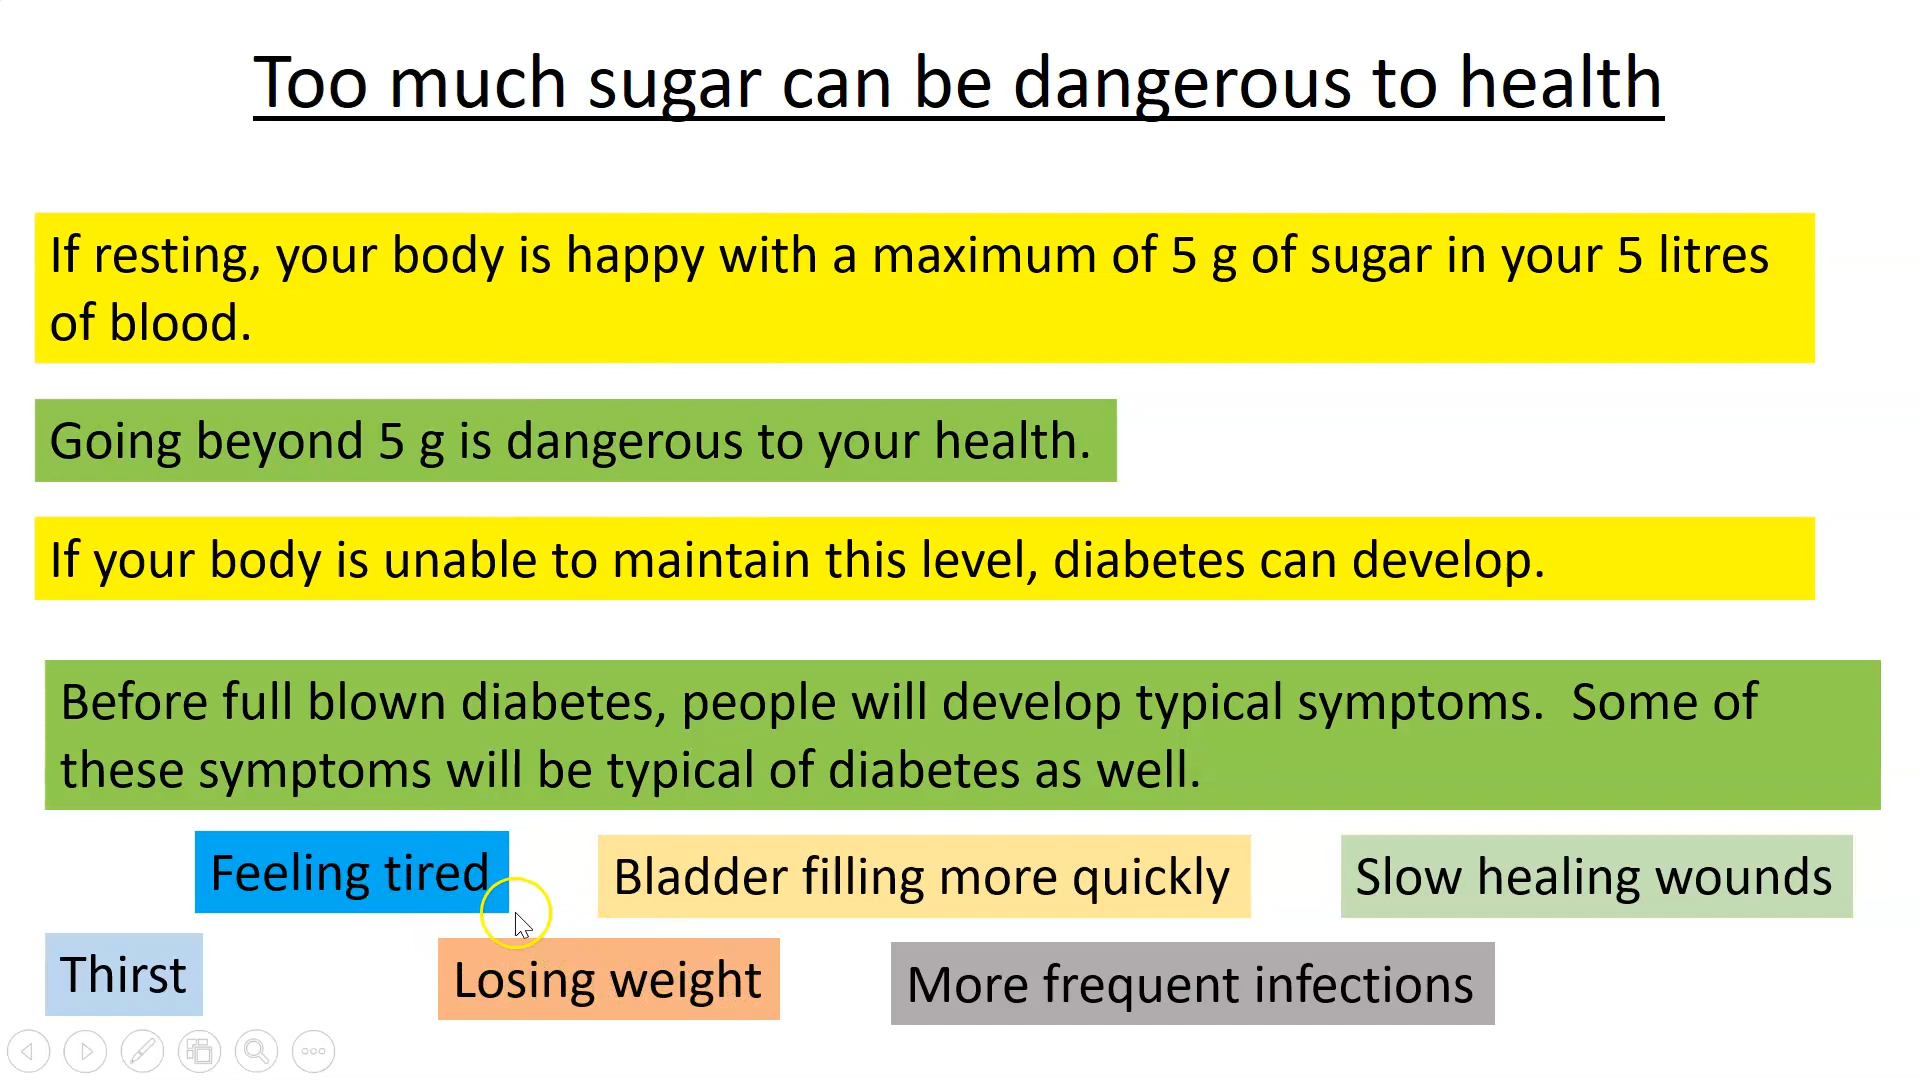 Too much sugar can be dangerous to health
If resting, your body is happy with a maximum of 5 g of sugar in your 5 litres
of blood.
Going beyond 5 g is dangerous to your health.
If your body is unable to maintain this level, diabetes can develop.
Before full blown diabetes, people will develop typical symptoms.  Some of
these symptoms will be typical of diabetes as well.
Feeling tired
Bladder filling more quickly
Slow healing wounds
Thirst
Losing weight
More frequent infections